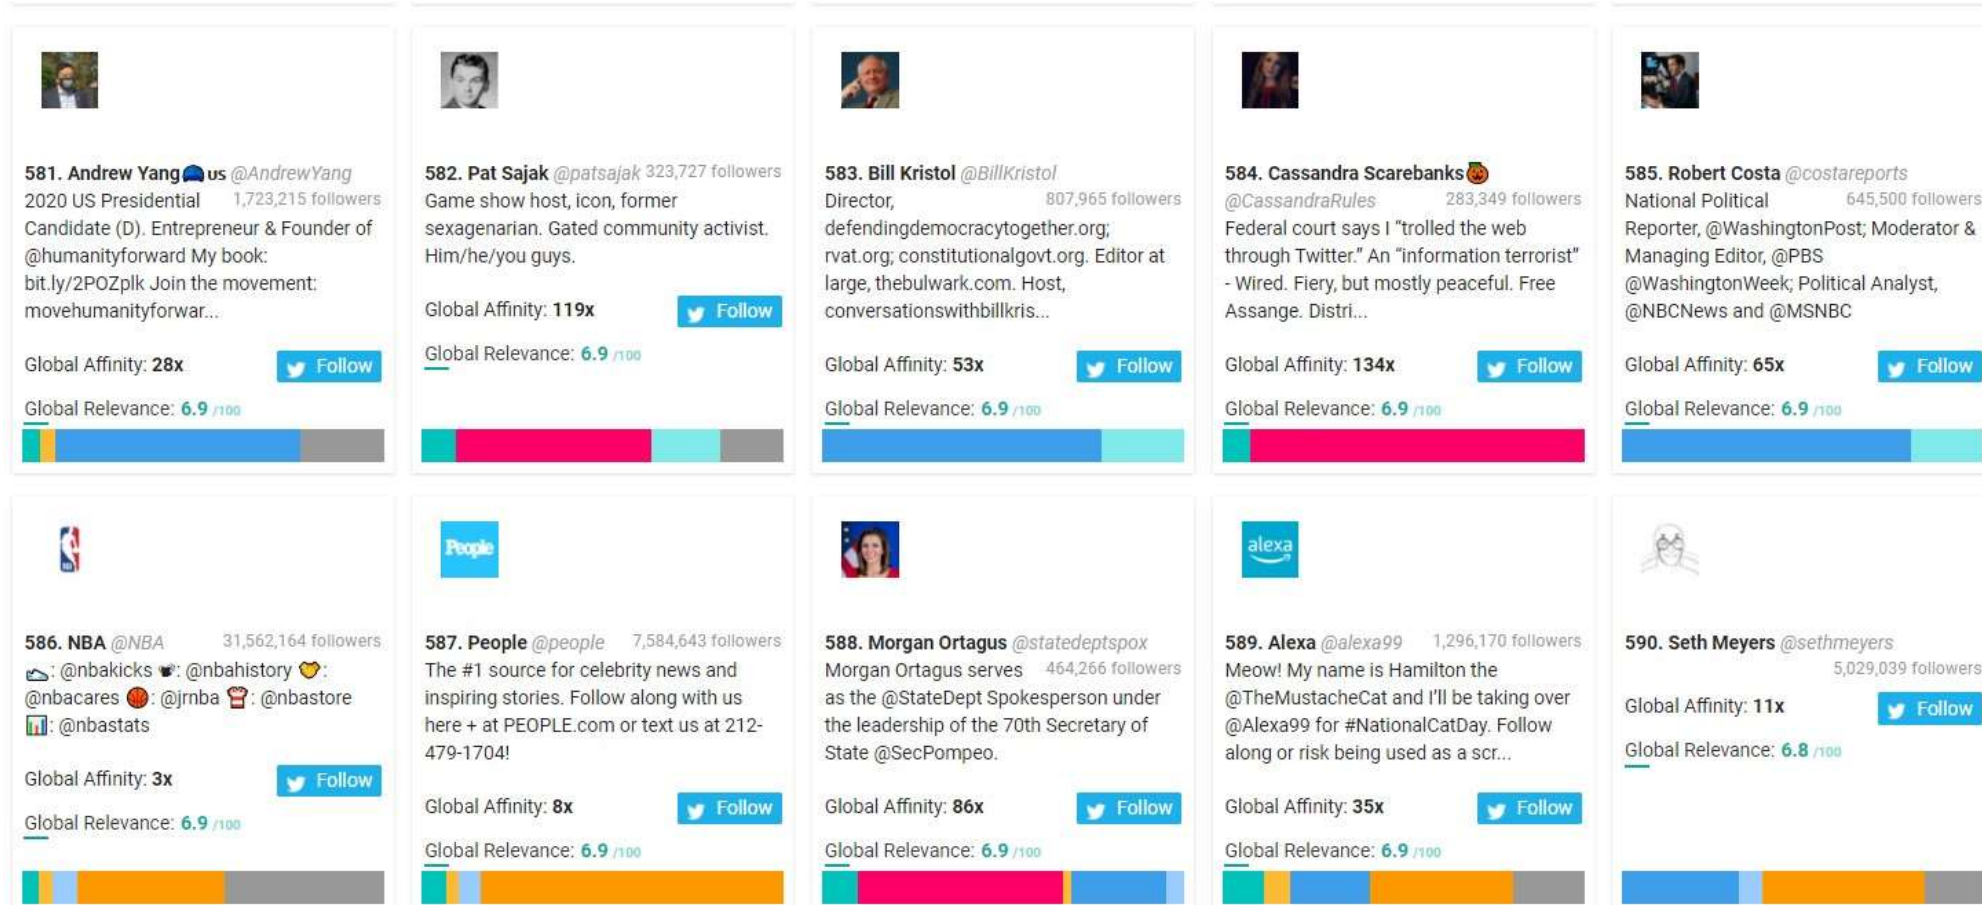 581. Andrew Yang🧢us @AndrewYang
2020 US Presidential 1,723,215 followers
Candidate (D). Entrepreneur & Founder of
@humanityforward My book:
bit.ly/2POZplk Join the movement:
movehumanityforwar...
Global Affinity: 28x
Follow
Global Relevance: 6.9 /100
582. Pat Sajak @patsajak 323,727 followers
Game show host, icon, former
sexagenarian. Gated community activist.
Him/he/you guys.
Global Affinity: 119x
Follow
Global Relevance: 6.9 /100
583. Bill Kristol @BillKristol
Director, 807,965 followers
defendingdemocracytogether.org;
rvat.org; constitutionalgovt.org. Editor at
large, thebulwark.com. Host,
conversationswithbillkris...
Global Affinity: 53x
Follow
Global Relevance: 6.9 /100
584. Cassandra Scarebanks🎃
@CassandraRules 283,349 followers
Federal court says I “trolled the web
through Twitter.” An “information terrorist”
- Wired. Fiery, but mostly peaceful. Free
Assange. Distri...
Global Affinity: 134x
Follow
Global Relevance: 6.9 /100
585. Robert Costa @costareports
National Political 645,500 followers
Reporter, @WashingtonPost; Moderator &
Managing Editor, @PBS
@WashingtonWeek; Political Analyst,
@NBCNews and @MSNBC
Global Affinity: 65x
Follow
Global Relevance: 6.9 /100
586. NBA @NBA 31,562,164 followers
: @nbakicks : @nbahistory :
@nbacares 🏀: @jrnba : @nbastore
📊: @nbastats
Global Affinity: 3x
Follow
Global Relevance: 6.9 /100
People
587. People @people 7,584,643 followers
The #1 source for celebrity news and
inspiring stories. Follow along with us
here + at PEOPLE.com or text us at 212-
479-1704!
Global Affinity: 8x
Follow
Global Relevance: 6.9 /100
588. Morgan Ortagus @statedeptspox
Morgan Ortagus serves 464,266 followers
as the @StateDept Spokesperson under
the leadership of the 70th Secretary of
State @SecPompeo.
Global Affinity: 86x
Follow
Global Relevance: 6.9 /100
alexa
589. Alexa @alexa99 1,296,170 followers
Meow! My name is Hamilton the
@TheMustacheCat and I'll be taking over
@Alexa99 for #NationalCatDay. Follow
along or risk being used as a scr...
Global Affinity: 35x
Follow
Global Relevance: 6.9 /100
590. Seth Meyers @sethmeyers
5,029,039 followers
Global Affinity: 11x
Follow
Global Relevance: 6.8 /100